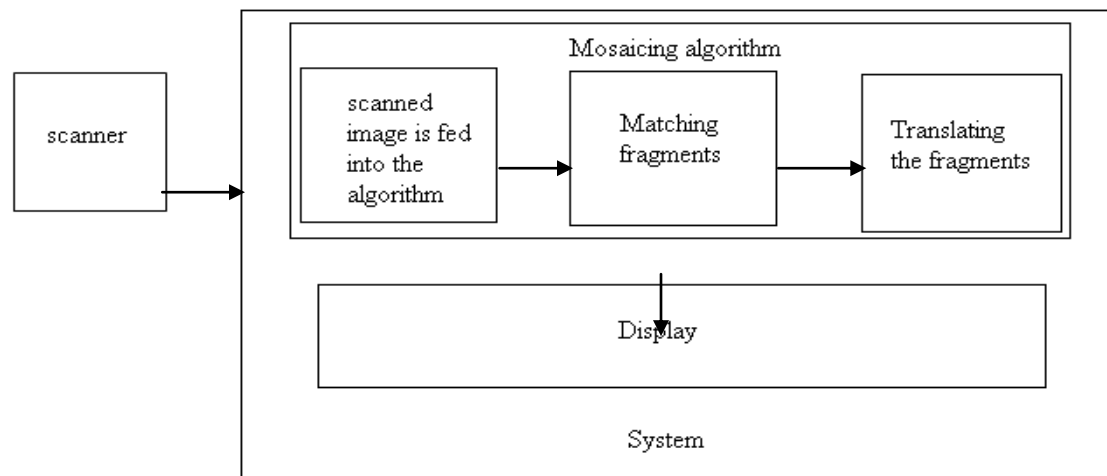 Mosaicing algorithm
scanner
scanned
image is fed
into the
algorithm
Matching
fragments
Translating
the fragments
Display
System